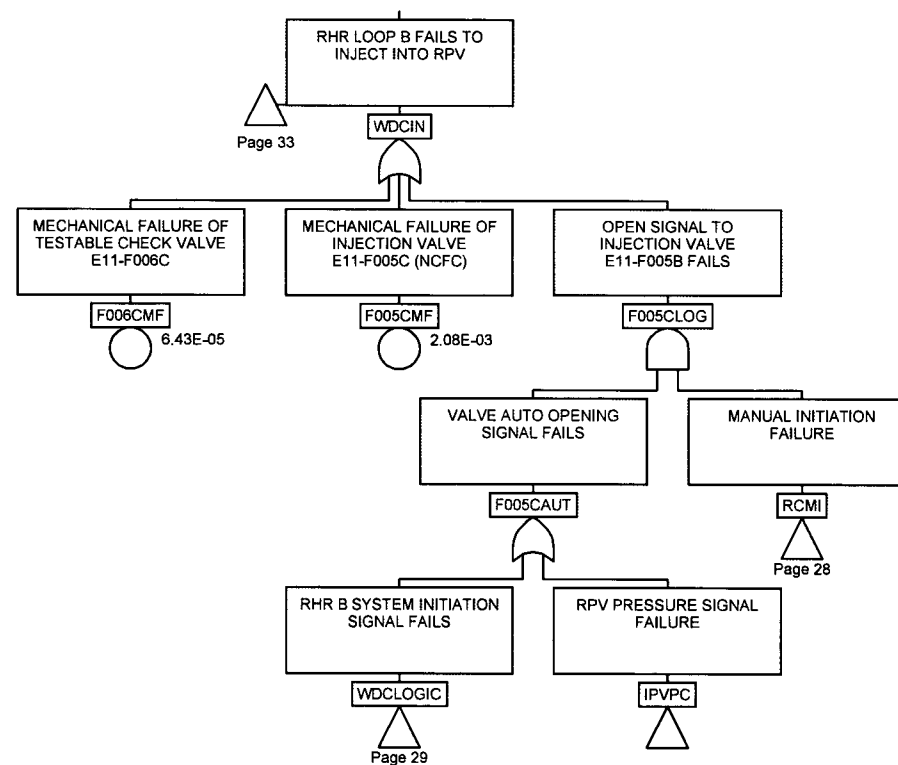 RHR LOOP B FAILS TO
INJECT INTO RPV
Page 33
WDCIN
MECHANICAL FAILURE OF
TESTABLE CHECK VALVE
E11-F006C
MECHANICAL FAILURE OF
INJECTION VALVE
E11-F005C (NCFC)
OPEN SIGNAL TO
INJECTION VALVE
E11-F005B FAILS
F006CMF
6.43E-05
F005CMF
2.08E-03
F005CLOG
VALVE AUTO OPENING
SIGNAL FAILS
MANUAL INITIATION
FAILURE
F005CAUT
RCMI
Page 28
RHR B SYSTEM INITIATION
SIGNAL FAILS
RPV PRESSURE SIGNAL
FAILURE
WDCLOGIC
IPVPC
Page 29